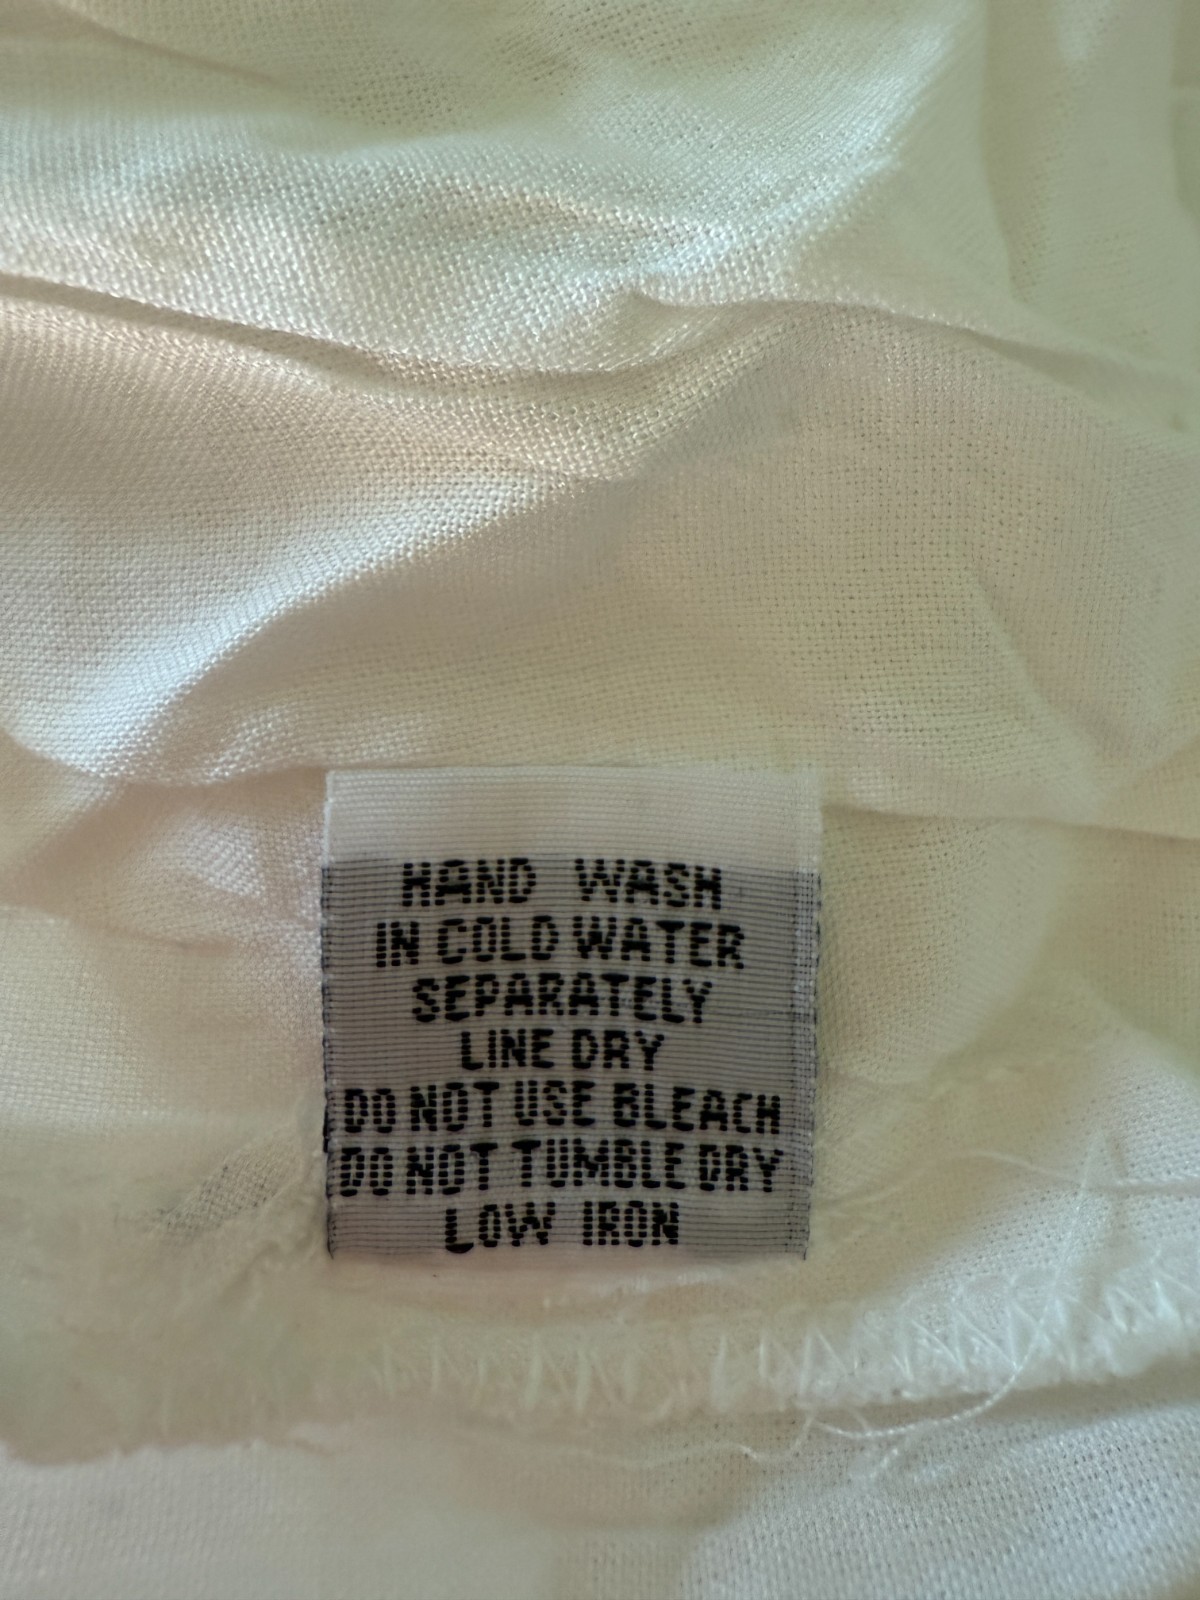 HAND WASH
IN COLD WATER
SEPARATELY
LINE DRY
DO NOT USE BLEACH
DO NOT TUMBLE DRY
LOW IRON